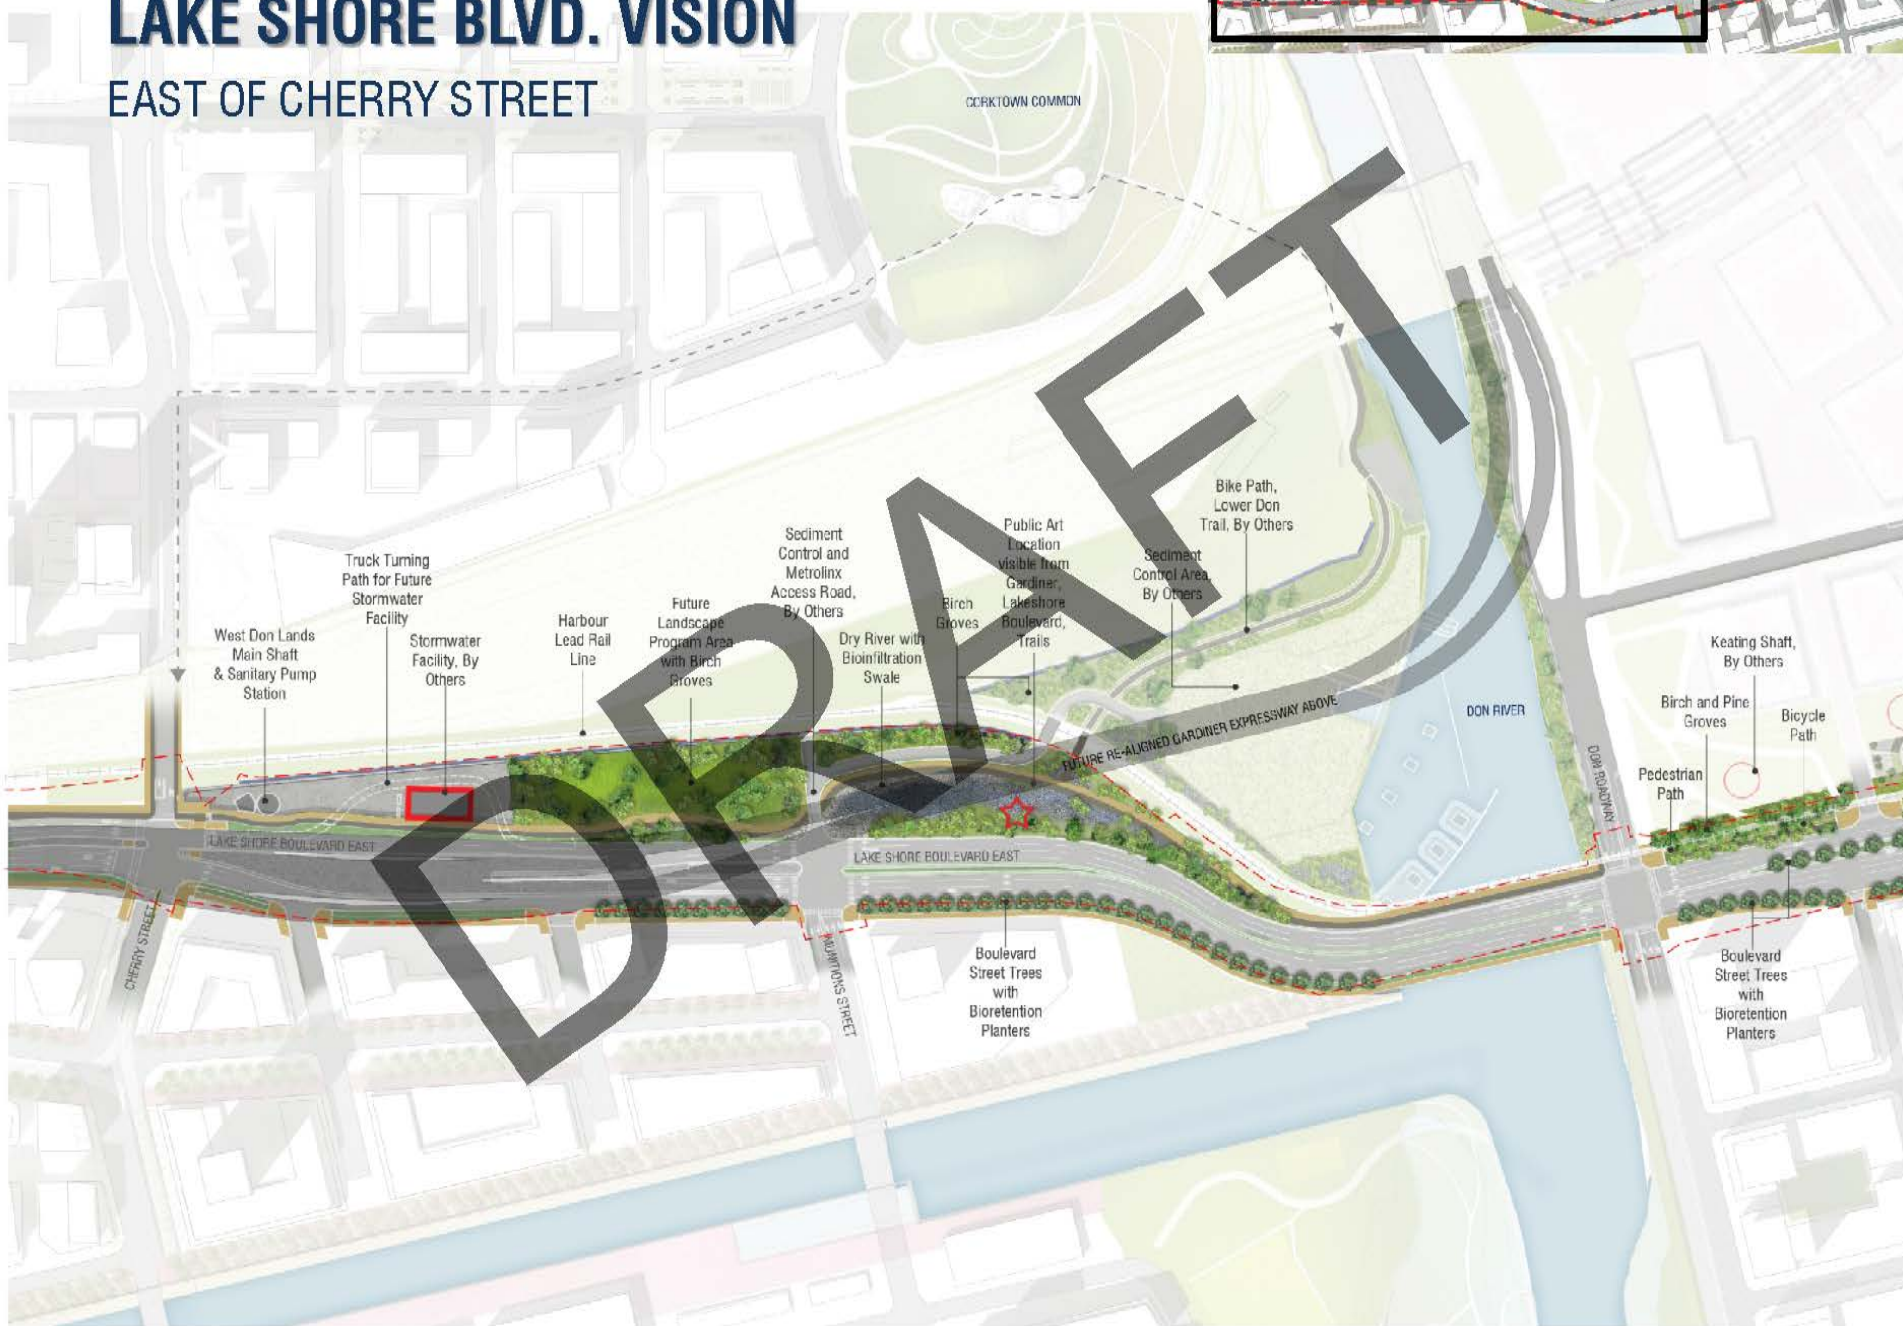 LAKE SHORE BLVD. VISION
EAST OF CHERRY STREET
CORKTOWN COMMON
DRAFT
West Don Lands
Main Shaft
& Sanitary Pump
Station
Truck Turning
Path for Future
Stormwater
Facility
Stormwater
Facility, By
Others
Harbour
Lead Rail
Line
Future
Landscape
Program Area
with Birch
Groves
Sediment
Control and
Metrolinx
Access Road,
By Others
Dry River with
Bioinfiltration
Swale
Birch
Groves
Public Art
Location
visible from
Gardiner,
Lakeshore
Boulevard,
Trails
Sediment
Control Area,
By Others
Bike Path,
Lower Don
Trail, By Others
FUTURE RE-ALIGNED GARDINER EXPRESSWAY ABOVE
DON RIVER
DON ROADWAY
Keating Shaft,
By Others
Birch and Pine
Groves
Bicycle
Path
Pedestrian
Path
LAKE SHORE BOULEVARD EAST
LAKE SHORE BOULEVARD EAST
CHERRY STREET
MUNITIONS STREET
Boulevard
Street Trees
with
Bioretention
Planters
Boulevard
Street Trees
with
Bioretention
Planters